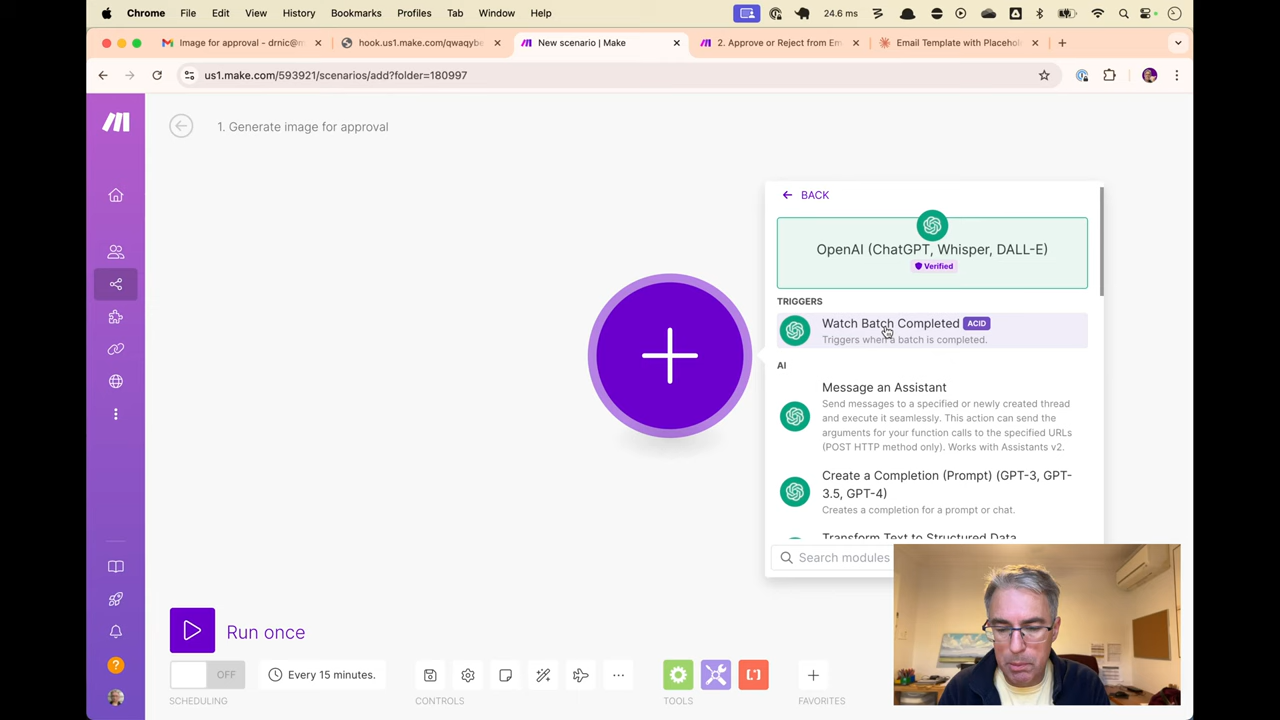 Chrome File Edit View History Bookmarks Profiles Tab Window Help 24.6 ms
Image for approval - drnic@m
hook.us1.make.com/qwaqybe
New scenario | Make
2. Approve or Reject from Em
Email Template with Placehol
us1.make.com/593921/scenarios/add?folder=180997
1. Generate image for approval
BACK
OpenAI (ChatGPT, Whisper, DALL-E)
Verified
TRIGGERS
Watch Batch Completed ACID
Triggers when a batch is completed.
AI
Message an Assistant
Send messages to a specified or newly created thread
and execute it seamlessly. This action can send the
arguments for your function calls to the specified URLs
(POST HTTP method only). Works with Assistants v2.
Create a Completion (Prompt) (GPT-3, GPT-
3.5, GPT-4)
Creates a completion for a prompt or chat.
Transform Text to Structured Data
Search modules
Run once
OFF
Every 15 minutes.
SCHEDULING
CONTROLS
TOOLS
FAVORITES